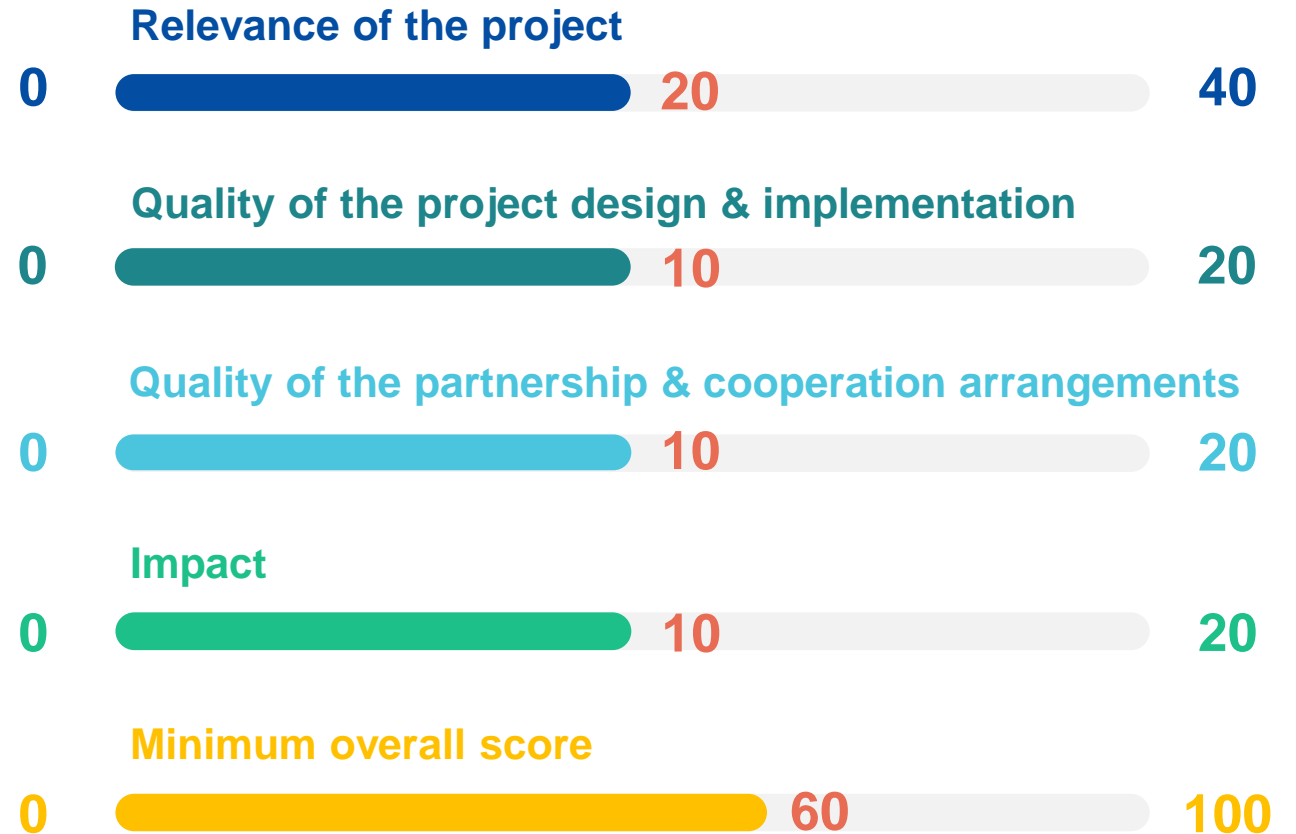 Relevance of the project
0 20 40
Quality of the project design & implementation
0 10 20
Quality of the partnership & cooperation arrangements
0 10 20
Impact
0 10 20
Minimum overall score
0 60 100